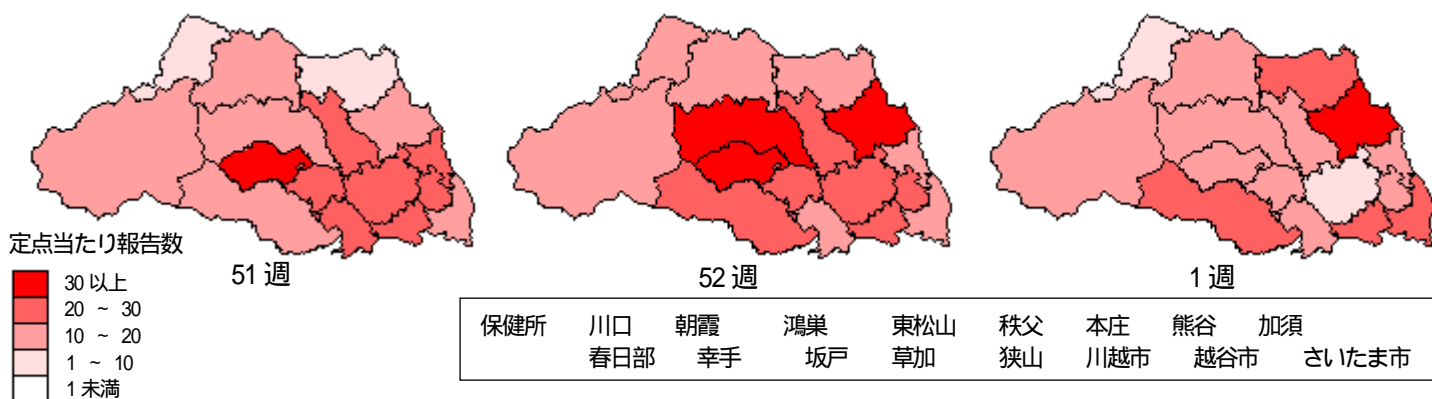 定点当たり報告数
30 以上
20 ~ 30
10 ~ 20
1 ~ 10
1 未満
51 週
52 週
1 週
保健所 川口 朝霞 鴻巣 東松山 秩父 本庄 熊谷 加須
春日部 幸手 坂戸 草加 狭山 川越市 越谷市 さいたま市